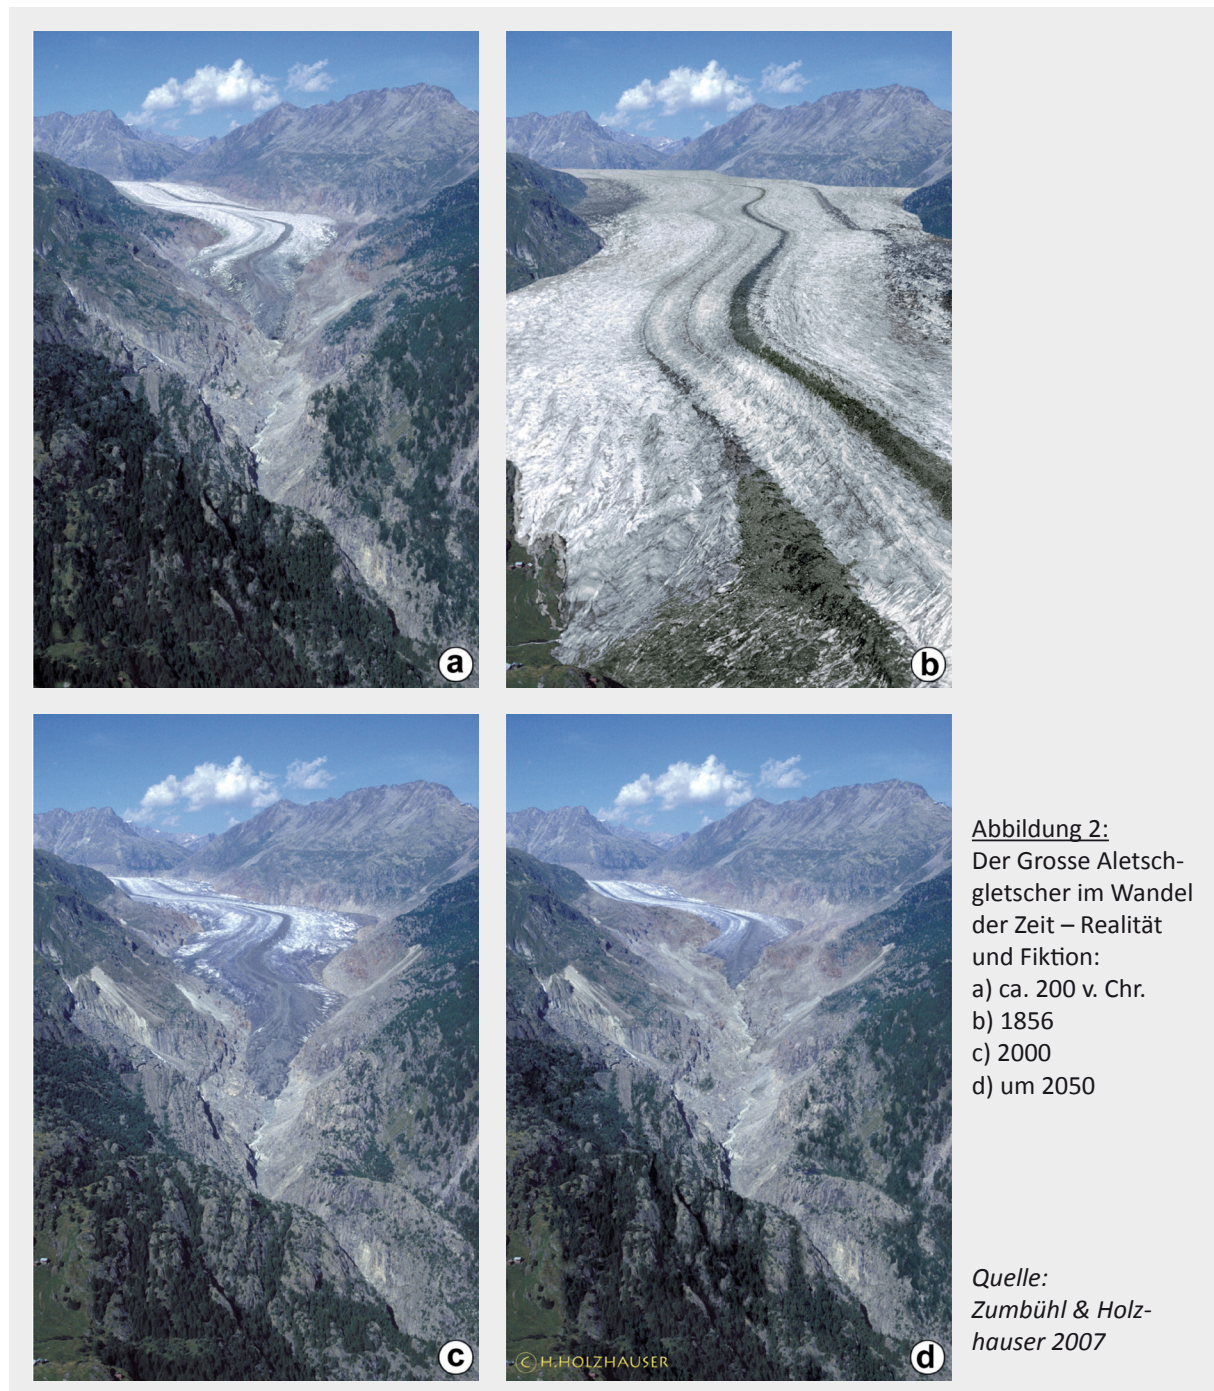 a
b
c
© H.HOLZHAUSER
d
Abbildung 2:
Der Grosse Aletsch-
gletscher im Wandel
der Zeit – Realität
und Fiktion:
a) ca. 200 v. Chr.
b) 1856
c) 2000
d) um 2050
Quelle:
Zumbühl & Holz-
hauser 2007